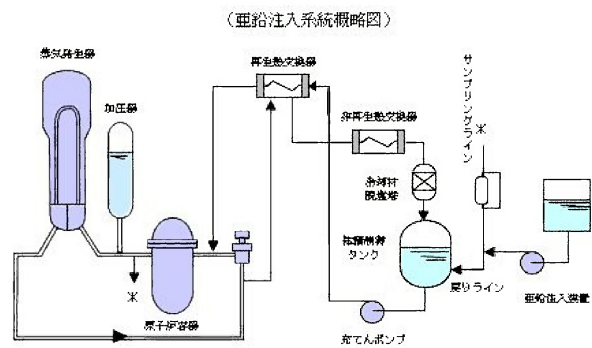 （亜鉛注入系統概略図）
蒸気発生器
加圧器
再生熱交換器
非再生熱交換器
サンプリングライン
※
冷却材
脱塩塔
体積制御
タンク
※
原子炉容器
充てんポンプ
戻りライン
亜鉛注入装置